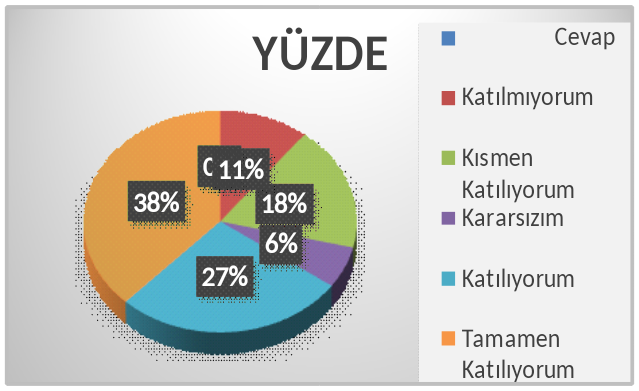 YÜZDE
Cevap
Katılmıyorum
Kısmen
Katılıyorum
Kararsızım
Katılıyorum
Tamamen
Katılıyorum
11%
38%
18%
6%
27%